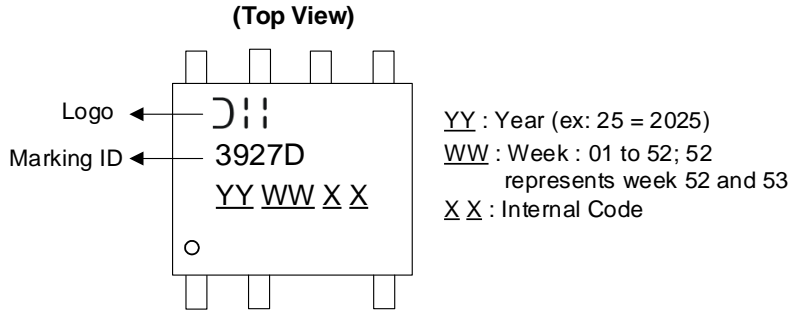 (Top View)
Logo
Marking ID
3927D
YY WW X X
YY : Year (ex: 25 = 2025)
WW : Week : 01 to 52; 52
represents week 52 and 53
X X : Internal Code